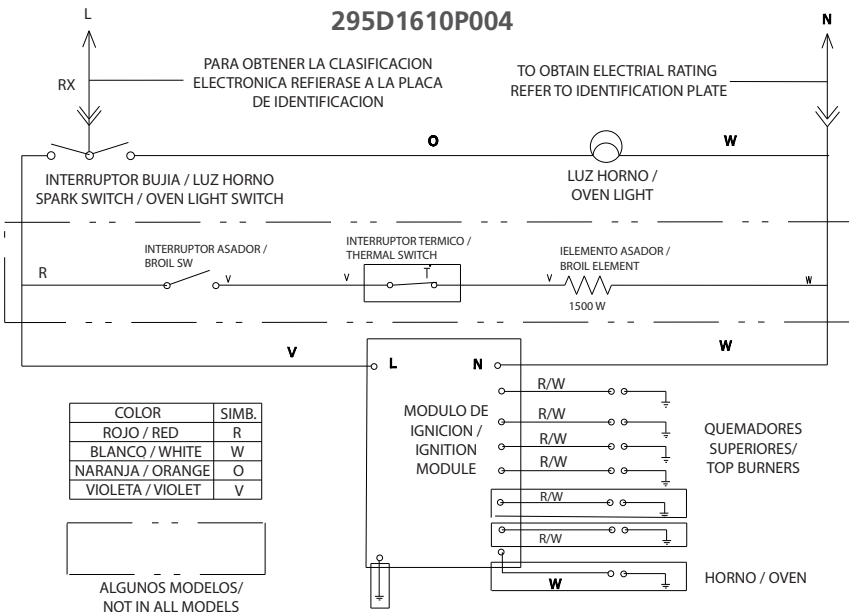 295D1610P004
L
N
RX
PARA OBTENER LA CLASIFICACION
ELECTRONICA REFIERASE A LA PLACA
DE IDENTIFICACION
TO OBTAIN ELECTRIAL RATING
REFER TO IDENTIFICATION PLATE
O
W
INTERRUPTOR BUJIA / LUZ HORNO
SPARK SWITCH / OVEN LIGHT SWITCH
LUZ HORNO /
OVEN LIGHT
INTERRUPTOR ASADOR /
BROIL SW
INTERRUPTOR TERMICO /
THERMAL SWITCH
IELEMENTO ASADOR /
BROIL ELEMENT
R
V
V
T
V
W
1500 W
V
W
L
N
MODULO DE
IGNICION /
IGNITION
MODULE
R/W
R/W
R/W
R/W
R/W
R/W
W
QUEMADORES
SUPERIORES/
TOP BURNERS
HORNO / OVEN
COLOR SIMB.
ROJO / RED R
BLANCO / WHITE W
NARANJA / ORANGE O
VIOLETA / VIOLET V
ALGUNOS MODELOS/
NOT IN ALL MODELS